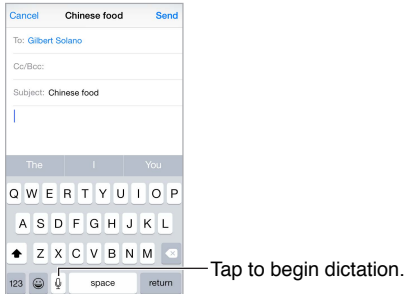 Cancel Chinese food Send
To: Gilbert Solano
Cc/Bcc:
Subject: Chinese food
The I You
Q W E R T Y U I O P
A S D F G H J K L
Z X C V B N M
123 space return
Tap to begin dictation.